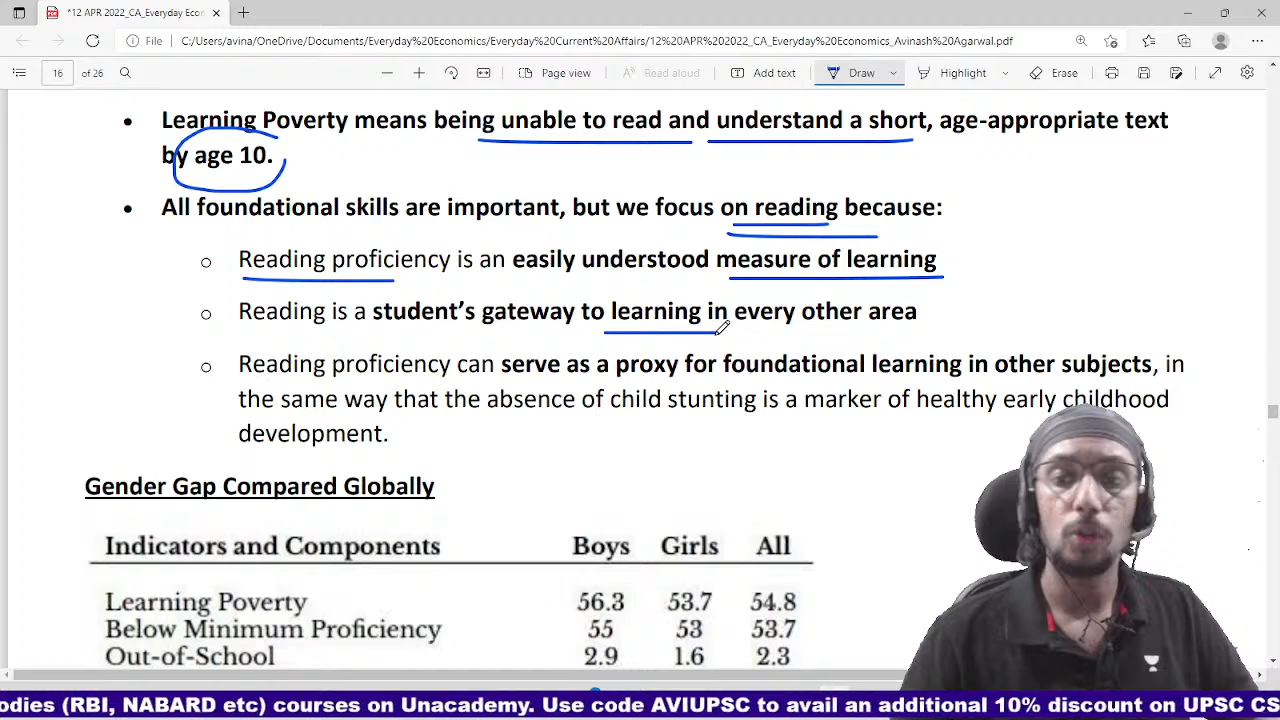 *12 APR 2022_CA_Everyday Econ
File
C:/Users/avina/OneDrive/Documents/Everyday%20Economics/Everyday%20Current%20Affairs/12%20APR%202022_CA_Everyday%20Economics_Avinash%20Agarwal.pdf
16 of 26
Page view
Read aloud
Add text
Draw
Highlight
Erase
• Learning Poverty means being unable to read and understand a short, age-appropriate text
by age 10.
• All foundational skills are important, but we focus on reading because:
o Reading proficiency is an easily understood measure of learning
o Reading is a student’s gateway to learning in every other area
o Reading proficiency can serve as a proxy for foundational learning in other subjects, in
the same way that the absence of child stunting is a marker of healthy early childhood
development.
Gender Gap Compared Globally
Indicators and Components Boys Girls All
Learning Poverty 56.3 53.7 54.8
Below Minimum Proficiency 55 53 53.7
Out-of-School 2.9 1.6 2.3
odies (RBI, NABARD etc) courses on Unacademy. Use code AVIUPSC to avail an additional 10% discount on UPSC CS